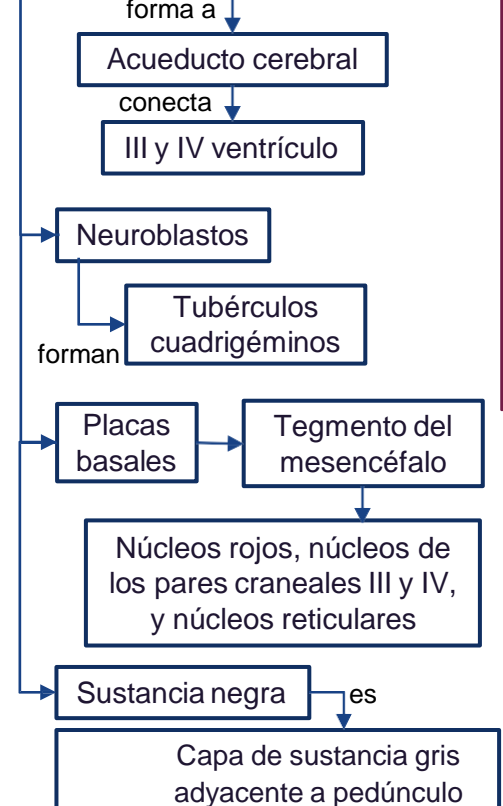 forma a
Acueducto cerebral
conecta
III y IV ventrículo
Neuroblastos
Tubérculos
cuadrigéminos
forman
Placas
basales
Tegmento del
mesencéfalo
Núcleos rojos, núcleos de
los pares craneales III y IV,
y núcleos reticulares
Sustancia negra
es
Capa de sustancia gris
adyacente a pedúnculo